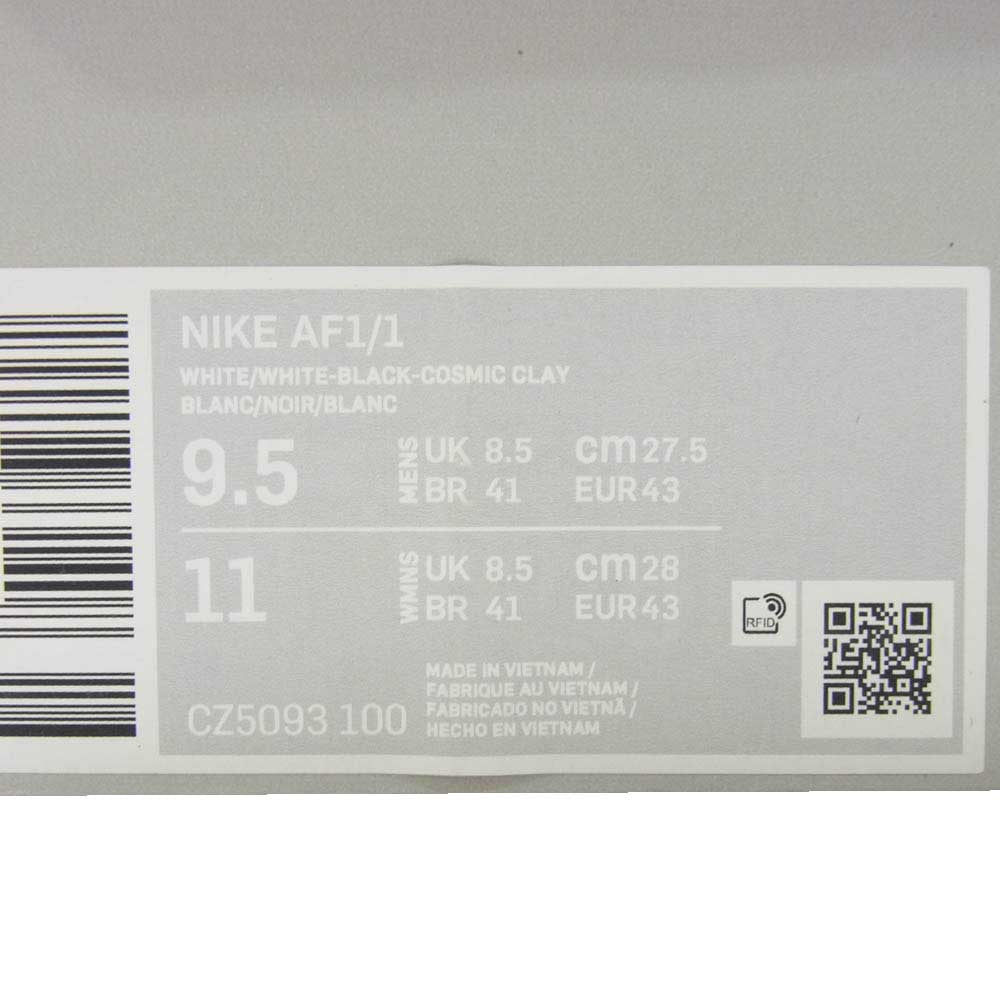 NIKE AF1/1
WHITE/WHITE-BLACK-COSMIC CLAY
BLANC/NOIR/BLANC
9.5 MENS UK 8.5 cm 27.5
BR 41 EUR 43
11 WMNS UK 8.5 cm 28
BR 41 EUR 43
RFID
CZ5093 100
MADE IN VIETNAM /
FABRIQUE AU VIETNAM /
FABRICADO NO VIETNÃ /
HECHO EN VIETNAM